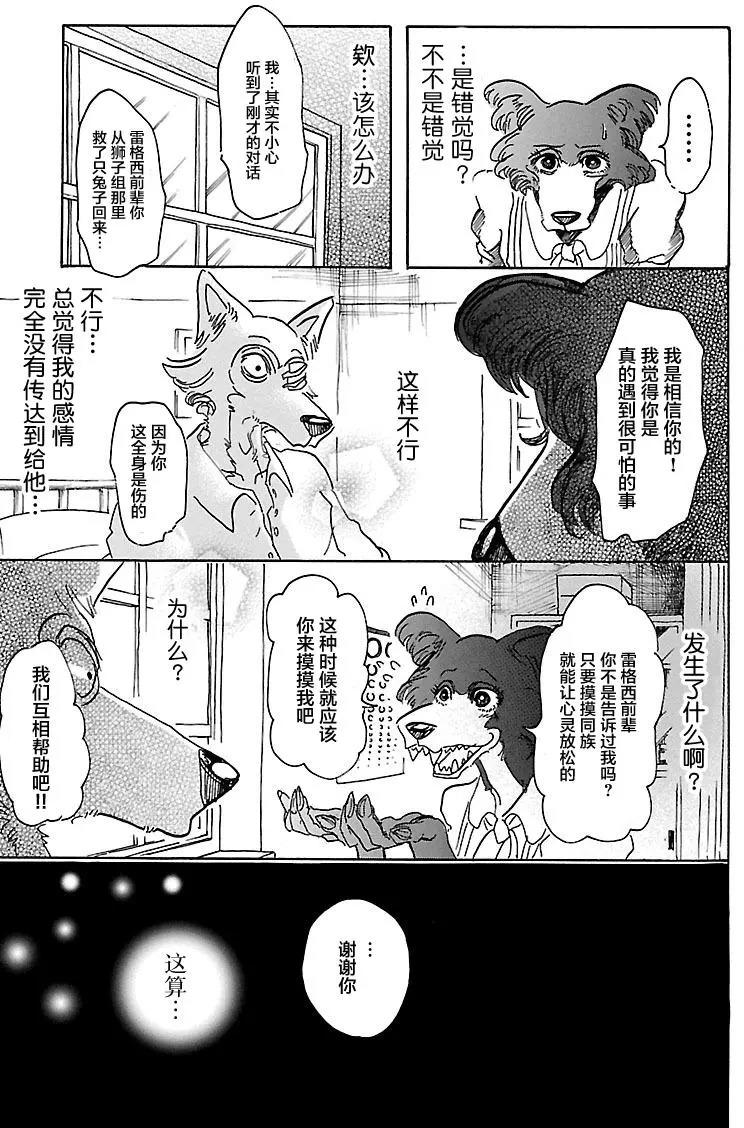 …
…是错觉吗？
不不是错觉
欸…该怎么办
我…其实不小心
听到了刚才的对话
雷格西前辈你
从狮子组那里
救了只兔子回来…
我是相信你的！
我觉得你是
真的遇到很可怕的事
这样不行
因为你
这全身是伤的
不行…
总觉得我的感情
完全没有传达到给他…
发生了什么啊？
雷格西前辈
你不是告诉过我吗？
只要摸摸同族
就能让心灵放松的
这种时候就应该
你来摸摸我吧
为什么？
我们互相帮助吧!!
…
谢谢你
这算…